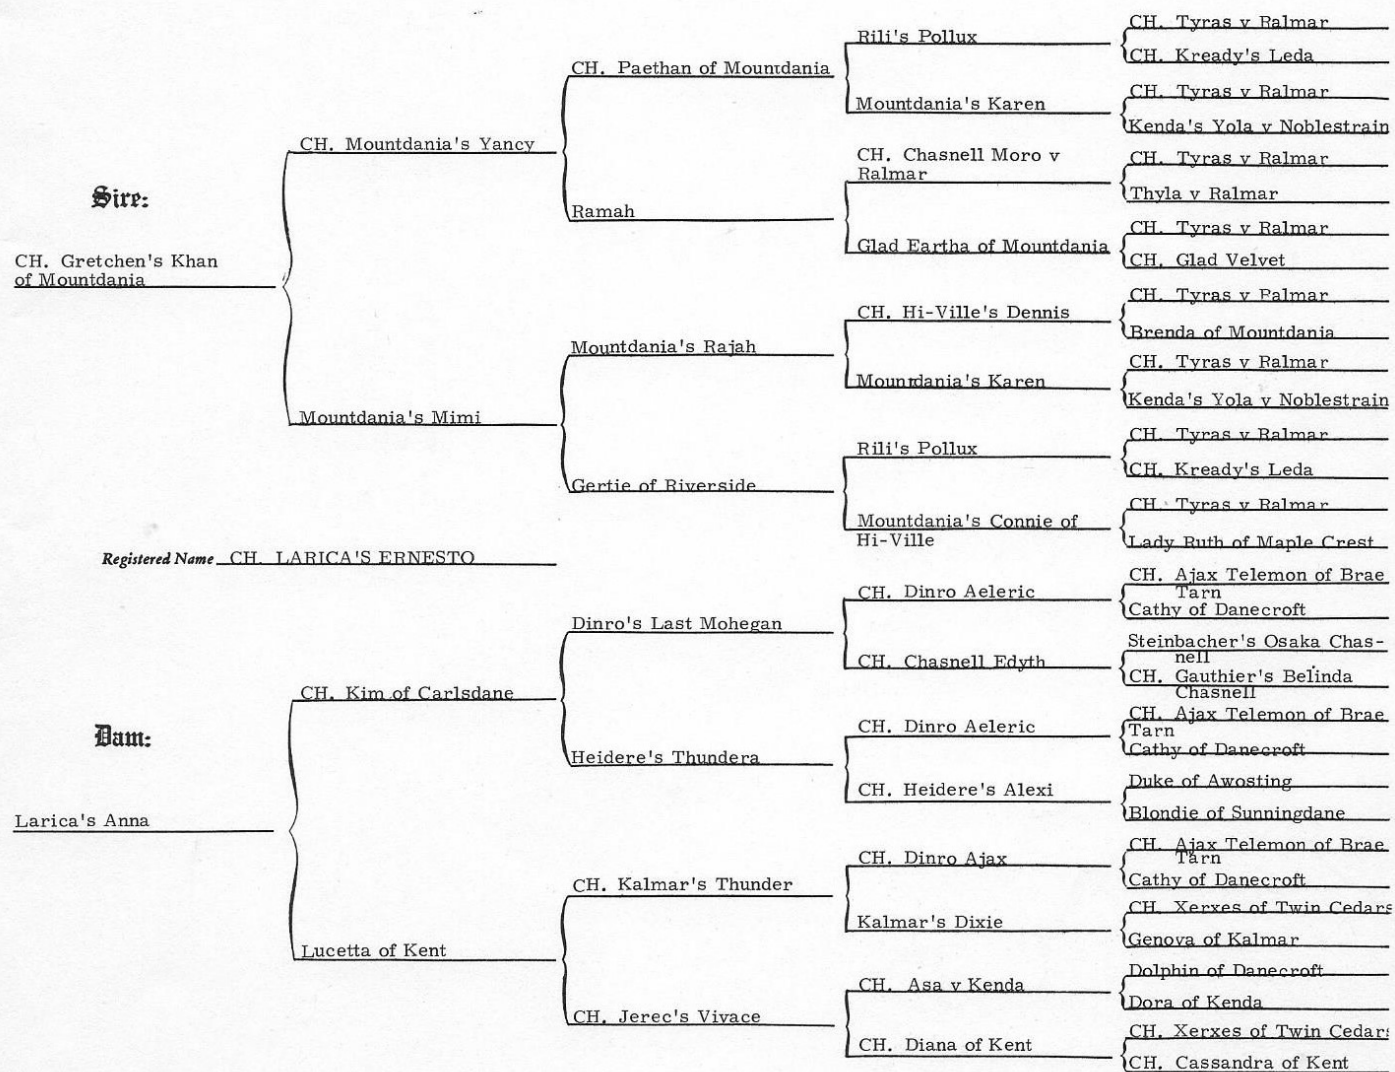 Sire:
CH. Gretchen's Khan
of Mountdania
CH. Mountdania's Yancy
Mountdania's Mimi
CH. Paethan of Mountdania
Ramah
Mountdania's Rajah
Gertie of Riverside
Rili's Pollux
Mountdania's Karen
CH. Chasnell Moro v
Ralmar
Glad Eartha of Mountdania
CH. Hi-Ville's Dennis
Mountdania's Karen
Rili's Pollux
Mountdania's Connie of
Hi-Ville
CH. Tyras v Ralmar
CH. Kready's Leda
CH. Tyras v Ralmar
Kenda's Yola v Noblestrain
CH. Tyras v Ralmar
Thyla v Ralmar
CH. Tyras v Ralmar
CH. Glad Velvet
CH. Tyras v Palmar
Brenda of Mountdania
CH. Tyras v Ralmar
Kenda's Yola v Noblestrain
CH. Tyras v Ralmar
CH. Kready's Leda
CH. Tyras v Ralmar
Lady Ruth of Maple Crest
Registered Name CH. LARICA'S ERNESTO
Dam:
Larica's Anna
CH. Kim of Carlsdane
Lucetta of Kent
Dinro's Last Mohegan
Heidere's Thundera
CH. Kalmar's Thunder
CH. Jerec's Vivace
CH. Dinro Aeleric
CH. Chasnell Edyth
CH. Dinro Aeleric
CH. Heidere's Alexi
CH. Dinro Ajax
Kalmar's Dixie
CH. Asa v Kenda
CH. Diana of Kent
CH. Ajax Telemon of Brae
Tarn
Cathy of Danecroft
Steinbacher's Osaka Chas-
nell
CH. Gauthier's Belinda
Chasnell
CH. Ajax Telemon of Brae
Tarn
Cathy of Danecroft
Duke of Awosting
Blondie of Sunningdane
CH. Ajax Telemon of Brae
Tarn
Cathy of Danecroft
CH. Xerxes of Twin Cedars
Genova of Kalmar
Dolphin of Danecroft
Dora of Kenda
CH. Xerxes of Twin Cedars
CH. Cassandra of Kent